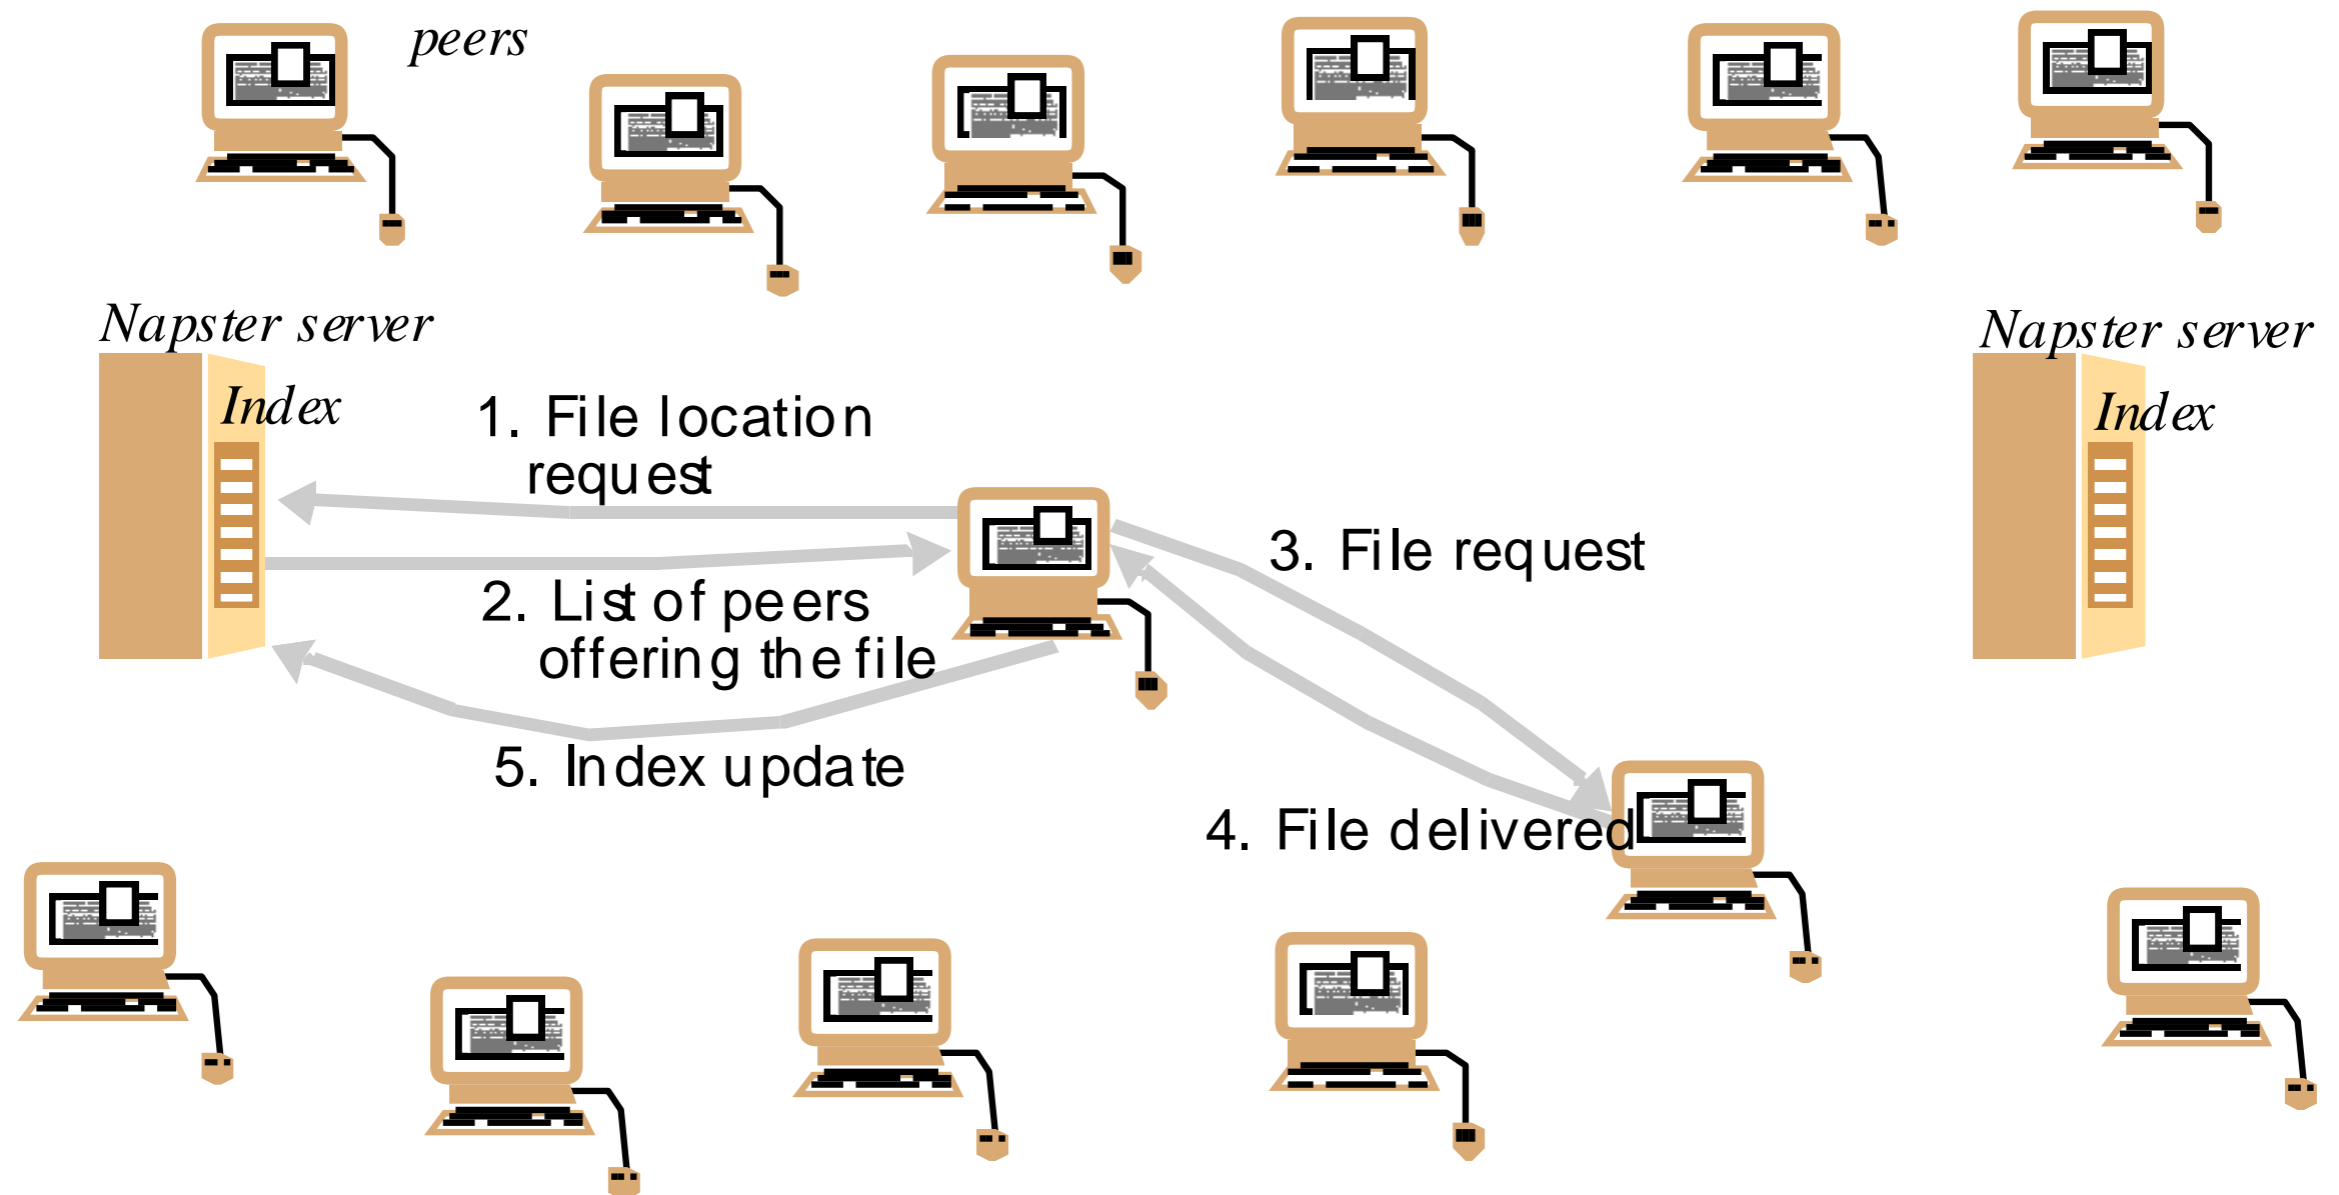 peers
Napster server
Napster server
Index
Index
1. File location
request
3. File request
2. List of peers
offering the file
5. Index update
4. File delivered